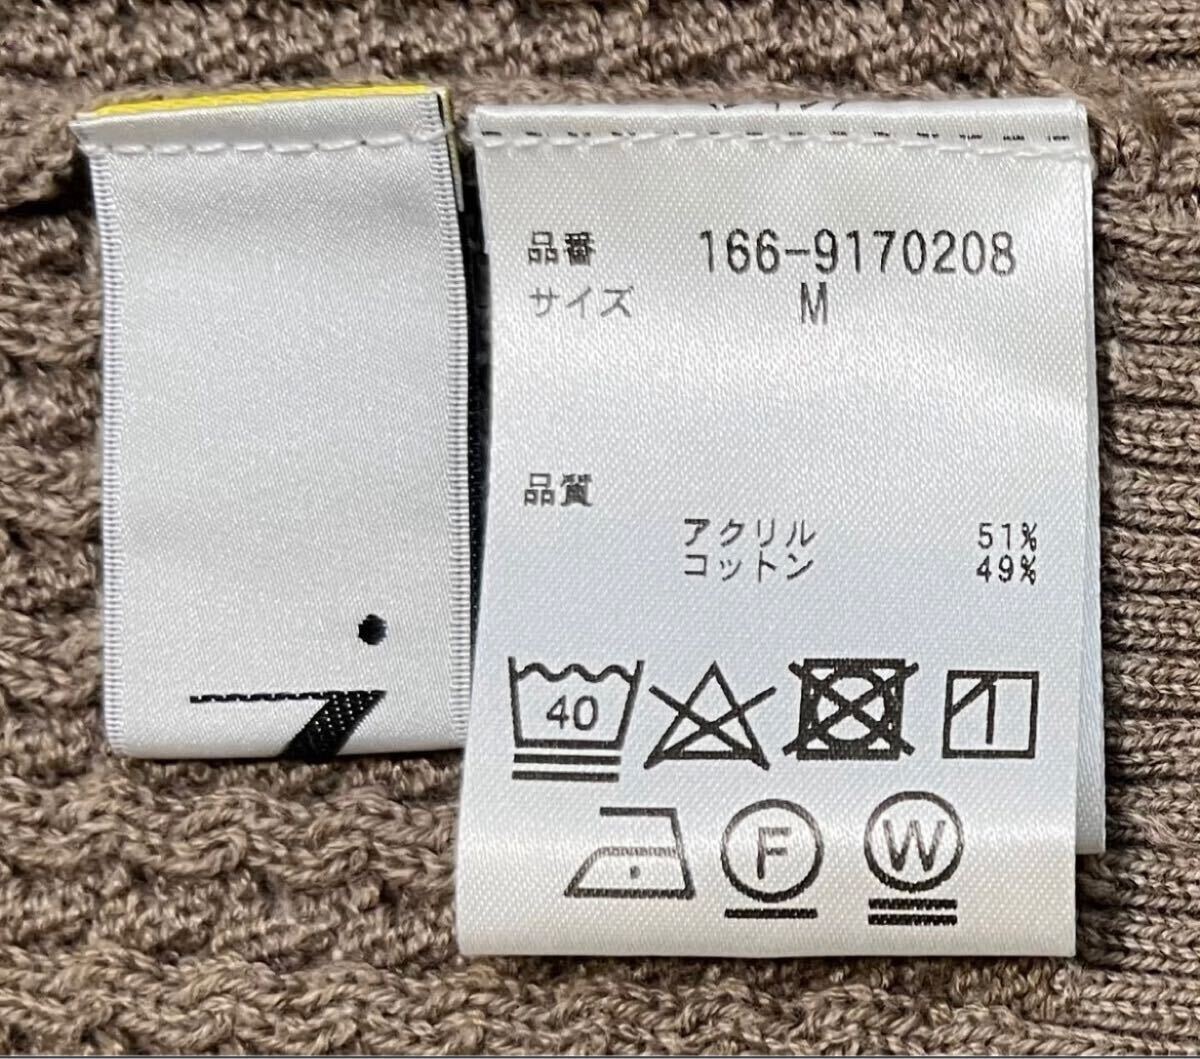 品番 166-9170208
サイズ M
品質
アクリル 51%
コットン 49%
40
F
W